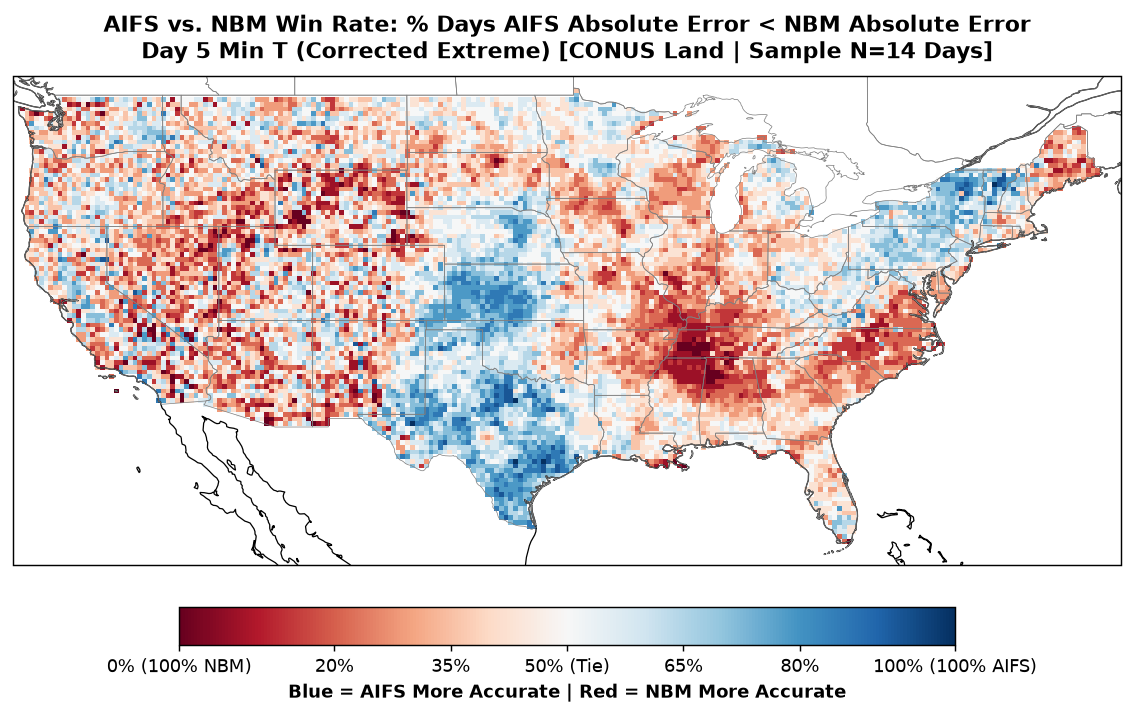 AIFS vs. NBM Win Rate: % Days AIFS Absolute Error < NBM Absolute Error
Day 5 Min T (Corrected Extreme) [CONUS Land | Sample N=14 Days]
0% (100% NBM) 20% 35% 50% (Tie) 65% 80% 100% (100% AIFS)
Blue = AIFS More Accurate | Red = NBM More Accurate